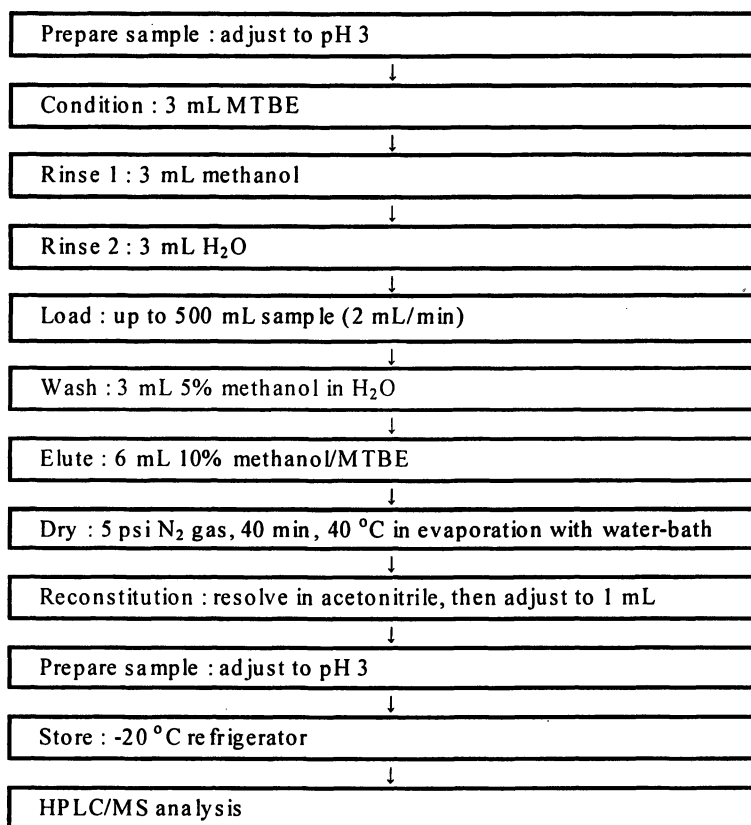 Prepare sample : adjust to pH 3
↓
Condition : 3 mL MTBE
↓
Rinse 1 : 3 mL methanol
↓
Rinse 2 : 3 mL H₂O
↓
Load : up to 500 mL sample (2 mL/min)
↓
Wash : 3 mL 5% methanol in H₂O
↓
Elute : 6 mL 10% methanol/MTBE
↓
Dry : 5 psi N₂ gas, 40 min, 40 °C in evaporation with water-bath
↓
Reconstitution : resolve in acetonitrile, then adjust to 1 mL
↓
Prepare sample : adjust to pH 3
↓
Store : -20 °C refrigerator
↓
HPLC/MS analysis